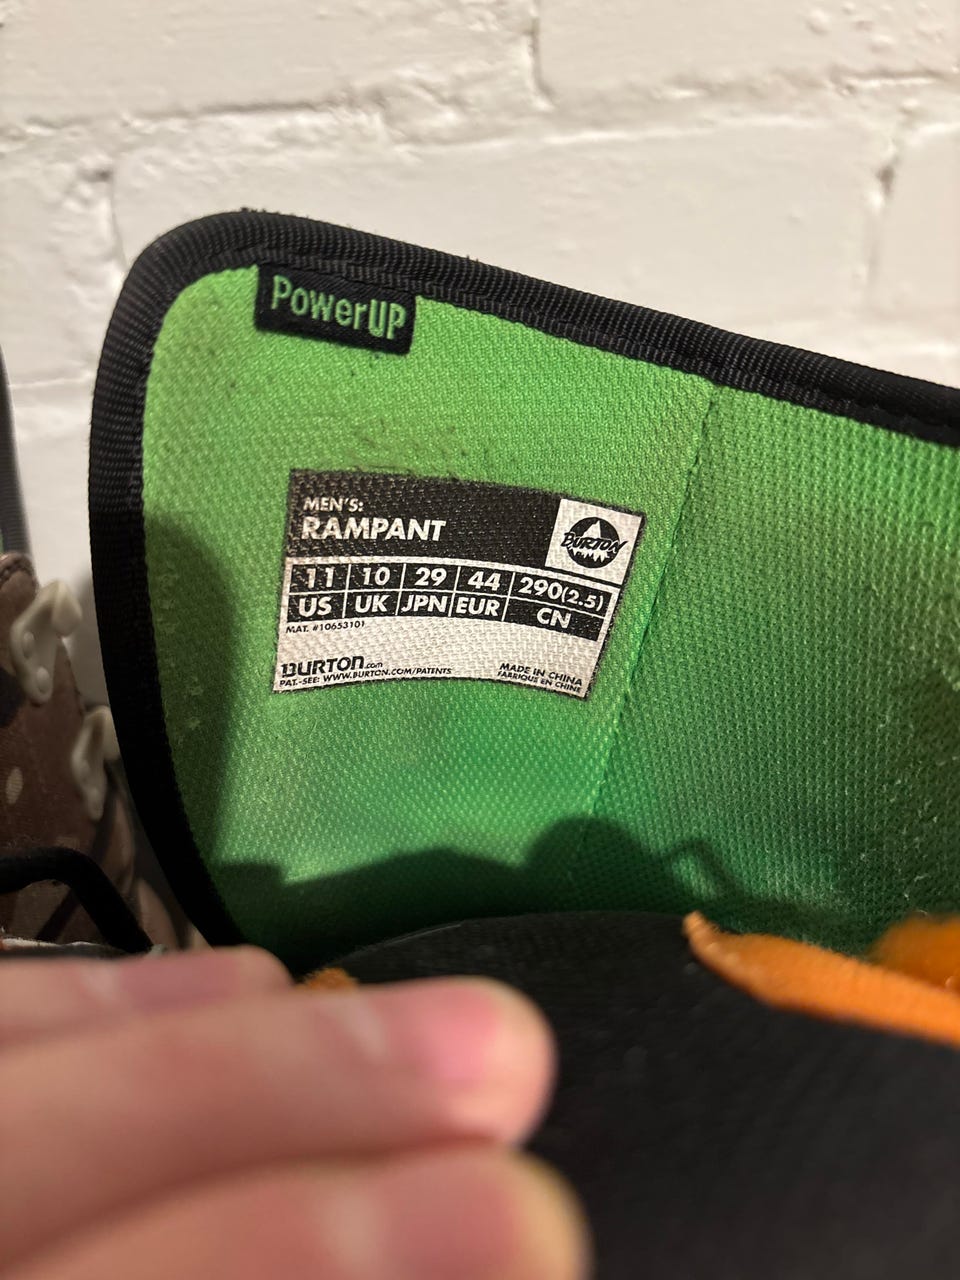 PowerUP
MEN'S:
RAMPANT
BURTON
11 10 29 44 290(2.5)
US UK JPN EUR CN
MAT. #10653101
BURTON.com
PAT.-SEE: WWW.BURTON.COM/PATENTS
MADE IN CHINA
FABRIQUE EN CHINE